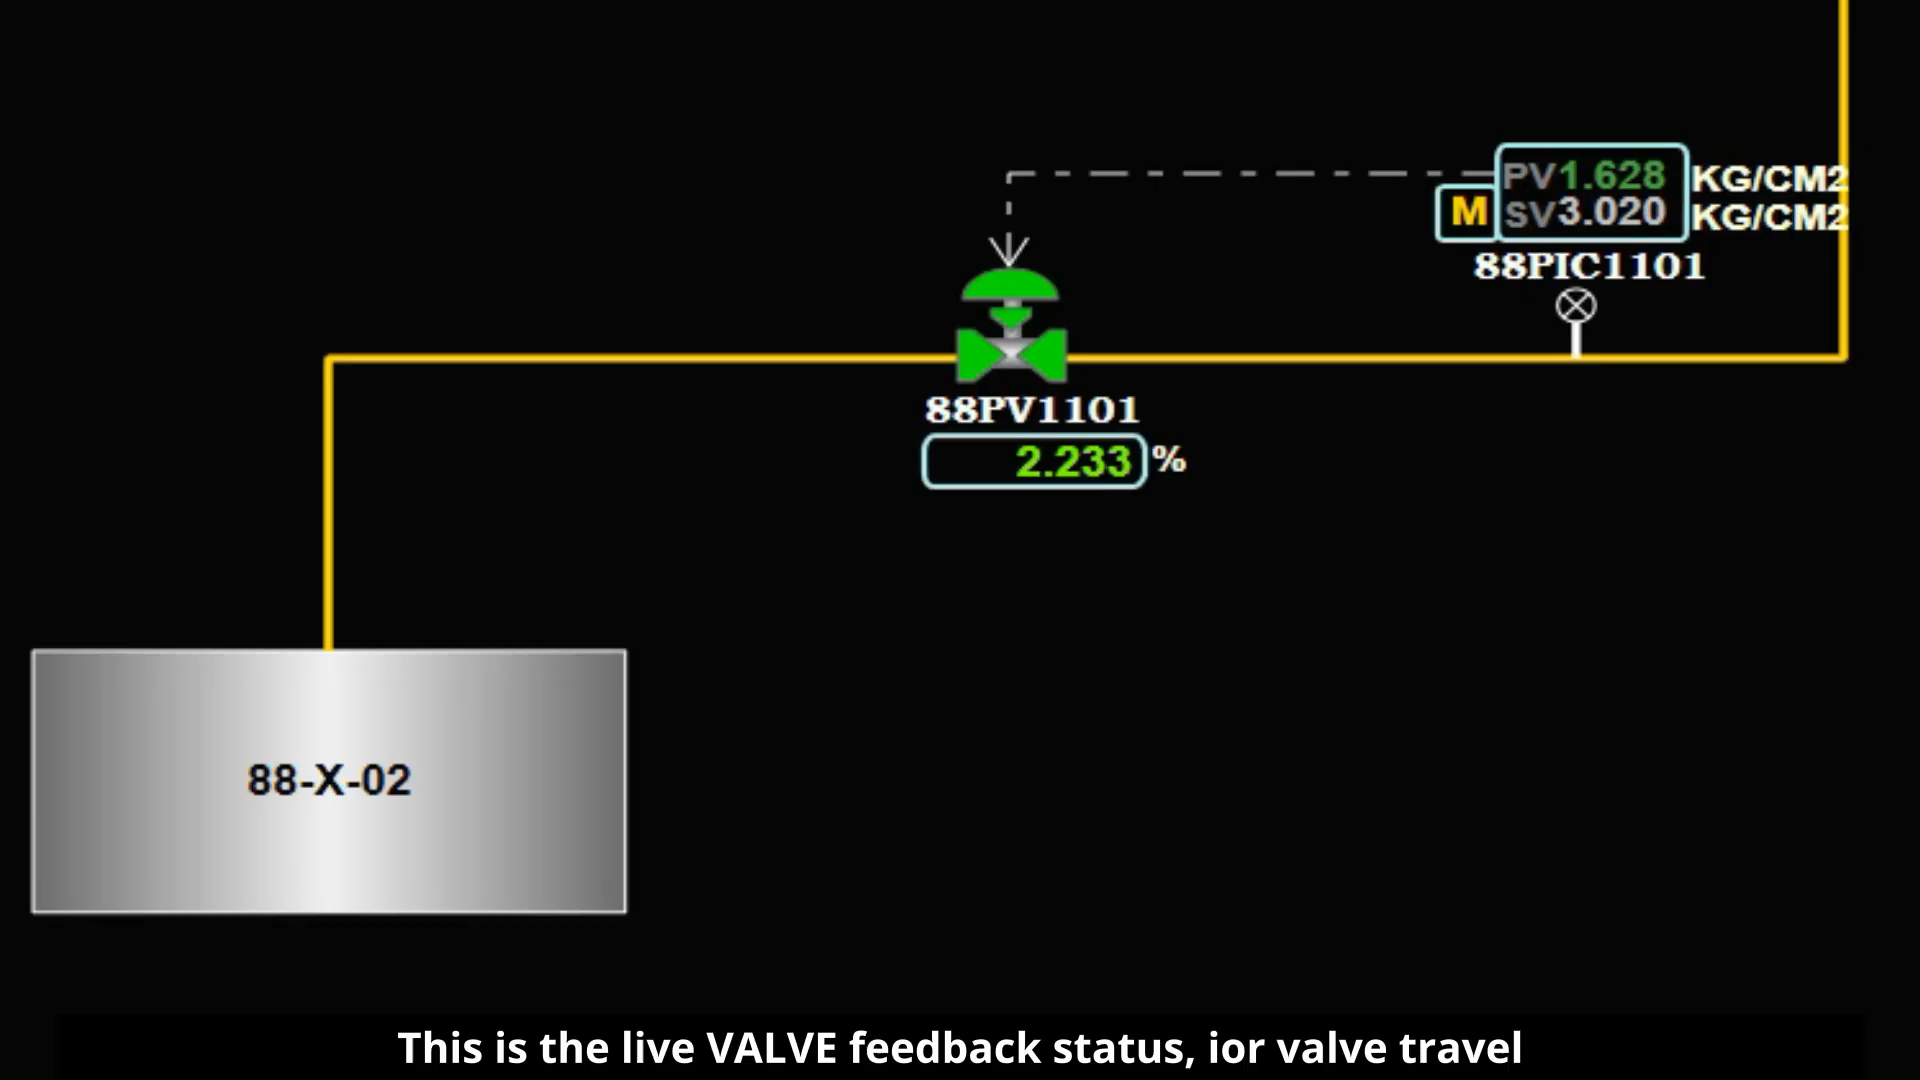 PV1.628 KG/CM2
M SV3.020 KG/CM2
88PIC1101
88PV1101
2.233 %
88-X-02
This is the live VALVE feedback status, ior valve travel